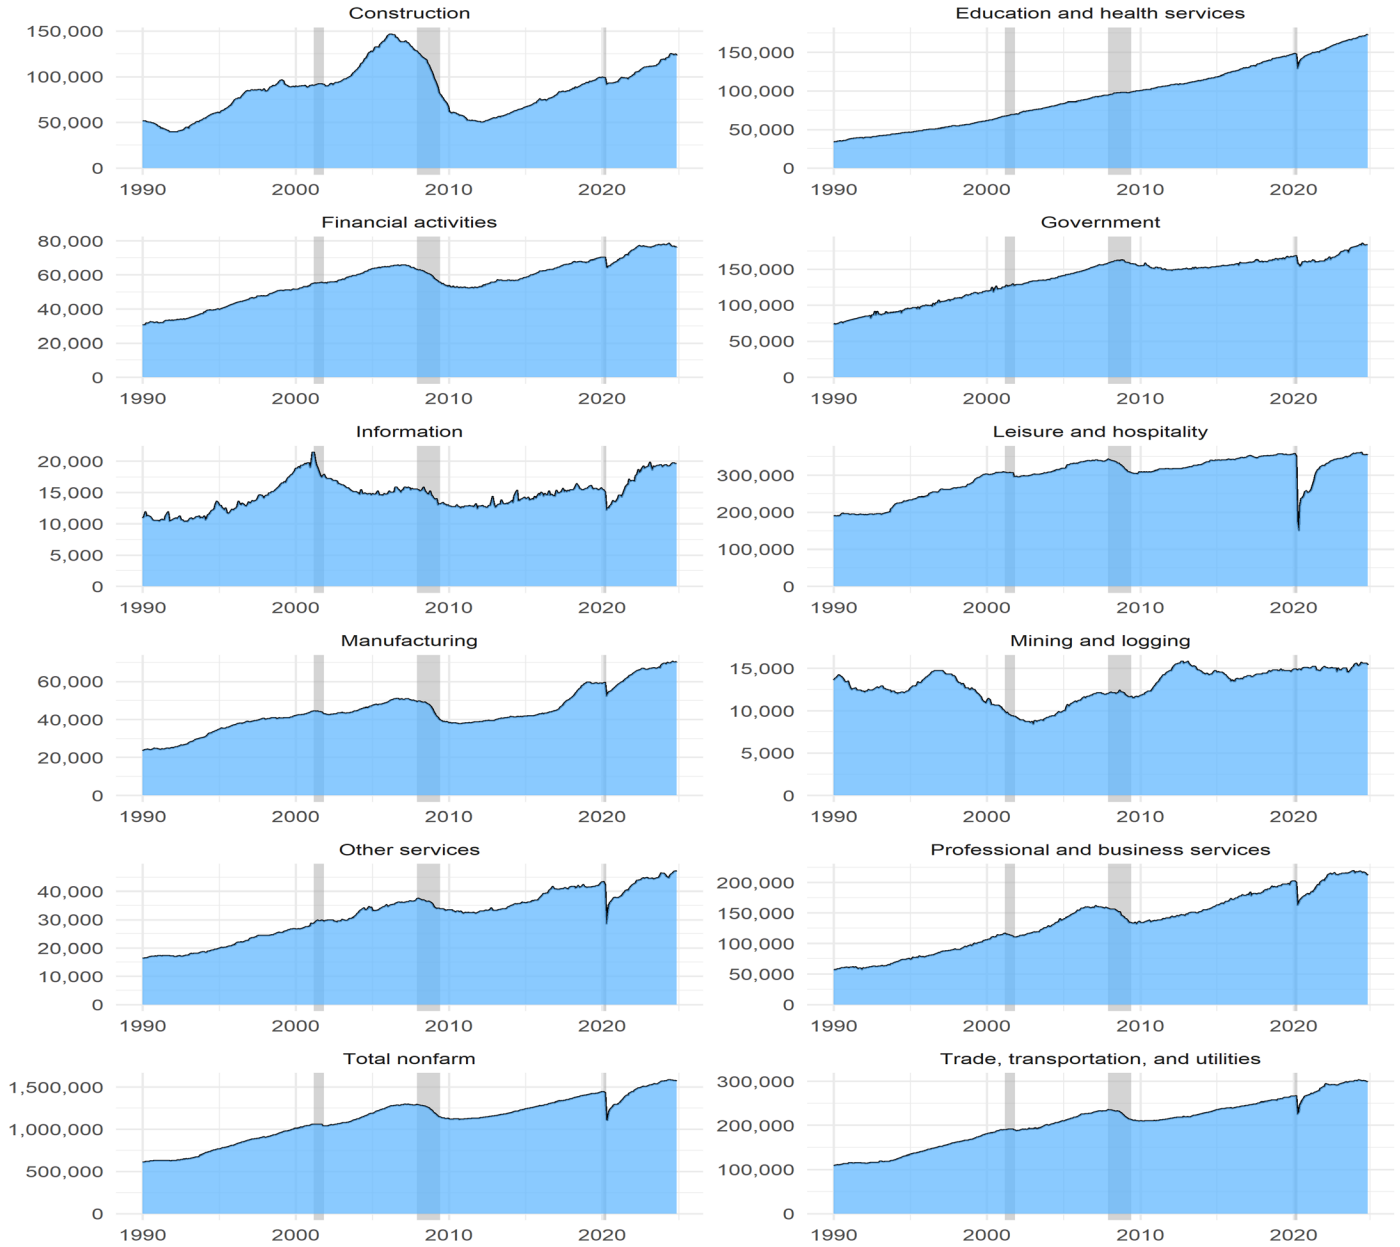 Construction
150,000
100,000
50,000
0
1990 2000 2010 2020
Education and health services
150,000
100,000
50,000
0
1990 2000 2010 2020
Financial activities
80,000
60,000
40,000
20,000
0
1990 2000 2010 2020
Government
150,000
100,000
50,000
0
1990 2000 2010 2020
Information
20,000
15,000
10,000
5,000
0
1990 2000 2010 2020
Leisure and hospitality
300,000
200,000
100,000
0
1990 2000 2010 2020
Manufacturing
60,000
40,000
20,000
0
1990 2000 2010 2020
Mining and logging
15,000
10,000
5,000
0
1990 2000 2010 2020
Other services
40,000
30,000
20,000
10,000
0
1990 2000 2010 2020
Professional and business services
200,000
150,000
100,000
50,000
0
1990 2000 2010 2020
Total nonfarm
1,500,000
1,000,000
500,000
0
1990 2000 2010 2020
Trade, transportation, and utilities
300,000
200,000
100,000
0
1990 2000 2010 2020